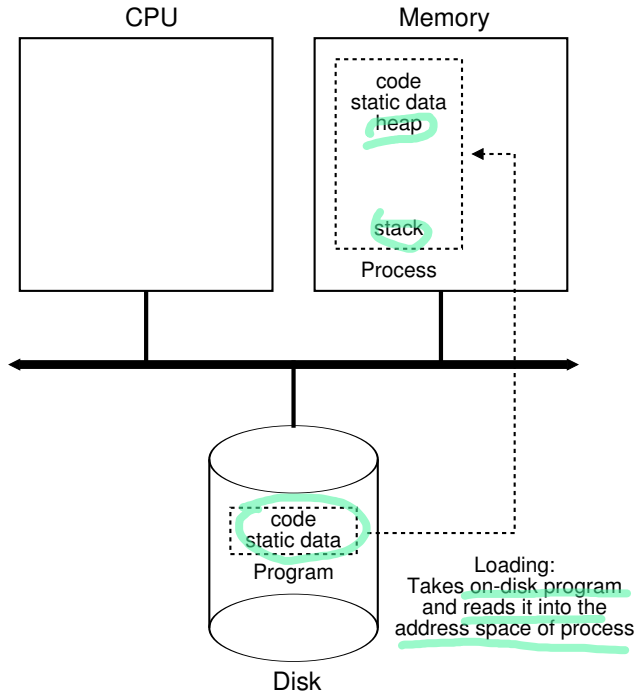 CPU
Memory
code
static data
heap
stack
Process
code
static data
Program
Loading:
Takes on-disk program
and reads it into the
address space of process
Disk